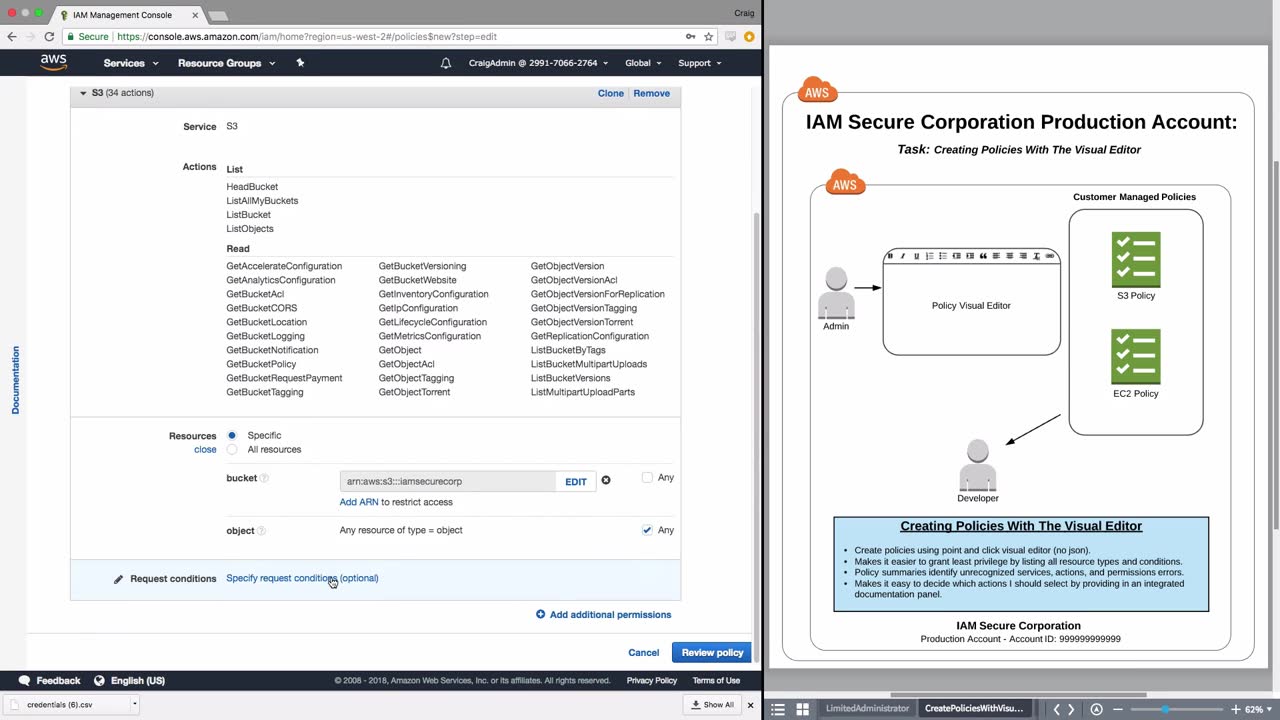 IAM Management Console
Craig
Secure | https://console.aws.amazon.com/iam/home?region=us-west-2#/policies$new?step=edit
aws
Services
Resource Groups
CraigAdmin @ 2991-7066-2764
Global
Support
S3 (34 actions)
Clone | Remove
Service S3
Actions List
HeadBucket
ListAllMyBuckets
ListBucket
ListObjects
Read
GetAccelerateConfiguration GetBucketVersioning GetObjectVersion
GetAnalyticsConfiguration GetBucketWebsite GetObjectVersionAcl
GetBucketAcl GetInventoryConfiguration GetObjectVersionForReplication
GetBucketCORS GetIpConfiguration GetObjectVersionTagging
GetBucketLocation GetLifecycleConfiguration GetObjectVersionTorrent
GetBucketLogging GetMetricsConfiguration GetReplicationConfiguration
GetBucketNotification GetObject ListBucketByTags
GetBucketPolicy GetObjectAcl ListBucketMultipartUploads
GetBucketRequestPayment GetObjectTagging ListBucketVersions
GetBucketTagging GetObjectTorrent ListMultipartUploadParts
Documentation
Resources Specific
close All resources
bucket arn:aws:s3:::iamsecurecorp EDIT Any
Add ARN to restrict access
object Any resource of type = object Any
Request conditions Specify request conditions (optional)
Add additional permissions
Cancel Review policy
Feedback English (US) © 2008 - 2018, Amazon Web Services, Inc. or its affiliates. All rights reserved. Privacy Policy Terms of Use
credentials (6).csv Show All
AWS
IAM Secure Corporation Production Account:
Task: Creating Policies With The Visual Editor
AWS
Customer Managed Policies
B I U
Policy Visual Editor
Admin
S3 Policy
EC2 Policy
Developer
Creating Policies With The Visual Editor
• Create policies using point and click visual editor (no json).
• Makes it easier to grant least privilege by listing all resource types and conditions.
• Policy summaries identify unrecognized services, actions, and permissions errors.
• Makes it easy to decide which actions I should select by providing in an integrated
documentation panel.
IAM Secure Corporation
Production Account - Account ID: 999999999999
LimitedAdministrator CreatePoliciesWithVisu... 62%